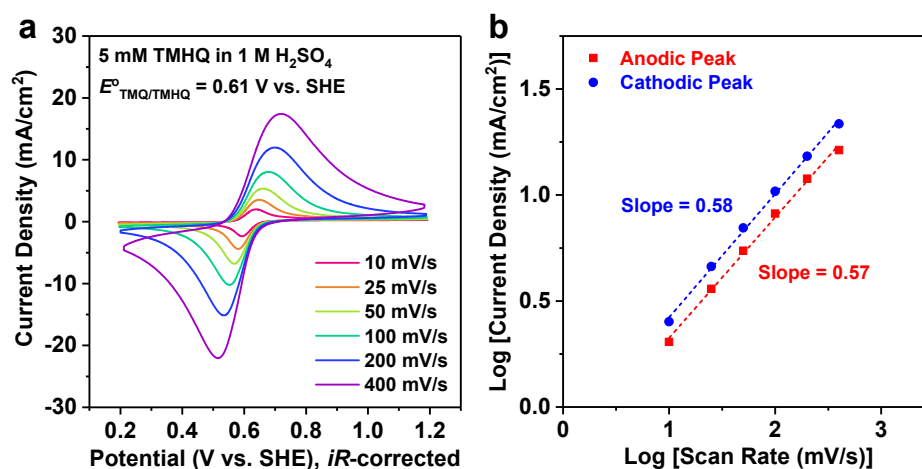 a
5 mM TMHQ in 1 M H₂SO₄
E°TMQ/TMHQ = 0.61 V vs. SHE
Current Density (mA/cm²)
30
20
10
0
-10
-20
-30
10 mV/s
25 mV/s
50 mV/s
100 mV/s
200 mV/s
400 mV/s
0.2 0.4 0.6 0.8 1.0 1.2
Potential (V vs. SHE), iR-corrected
b
Anodic Peak
Cathodic Peak
Log [Current Density (mA/cm²)]
1.5
1.0
0.5
0.0
Slope = 0.58
Slope = 0.57
0 1 2 3
Log [Scan Rate (mV/s)]